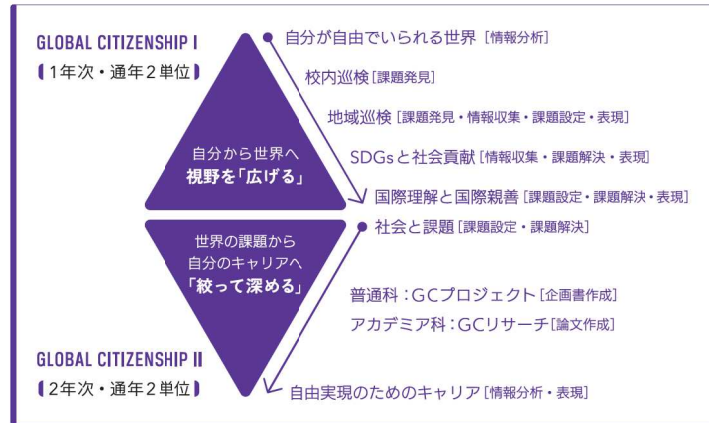 GLOBAL CITIZENSHIP I
【1年次・通年2単位】
自分から世界へ
視野を「広げる」
自分が自由でいられる世界 [情報分析]
校内巡検 [課題発見]
地域巡検 [課題発見・情報収集・課題設定・表現]
SDGsと社会貢献 [情報収集・課題解決・表現]
国際理解と国際親善 [課題設定・課題解決・表現]
世界の課題から
自分のキャリアへ
「絞って深める」
社会と課題 [課題設定・課題解決]
普通科：GCプロジェクト [企画書作成]
アカデミア科：GCリサーチ [論文作成]
GLOBAL CITIZENSHIP II
【2年次・通年2単位】
自由実現のためのキャリア [情報分析・表現]